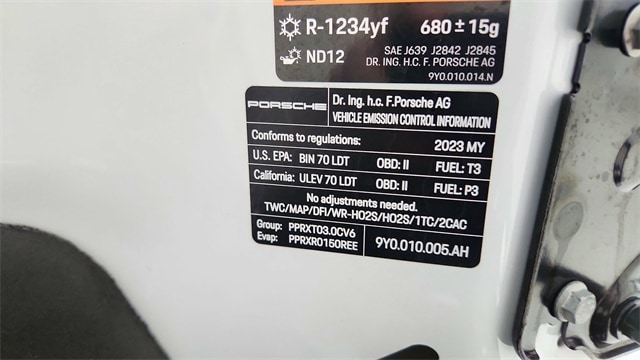 R-1234yf 680 ± 15g
ND12 SAE J639 J2842 J2845
DR. ING. H.C. F. PORSCHE AG
9Y0.010.014.N
PORSCHE Dr. Ing. h.c. F.Porsche AG
VEHICLE EMISSION CONTROL INFORMATION
Conforms to regulations: 2023 MY
U.S. EPA: BIN 70 LDT OBD: II FUEL: T3
California: ULEV 70 LDT OBD: II FUEL: P3
No adjustments needed.
TWC/MAP/DFI/WR-HO2S/HO2S/1TC/2CAC
Group: PPRXT03.0CV6
Evap: PPRXR0150REE 9Y0.010.005.AH